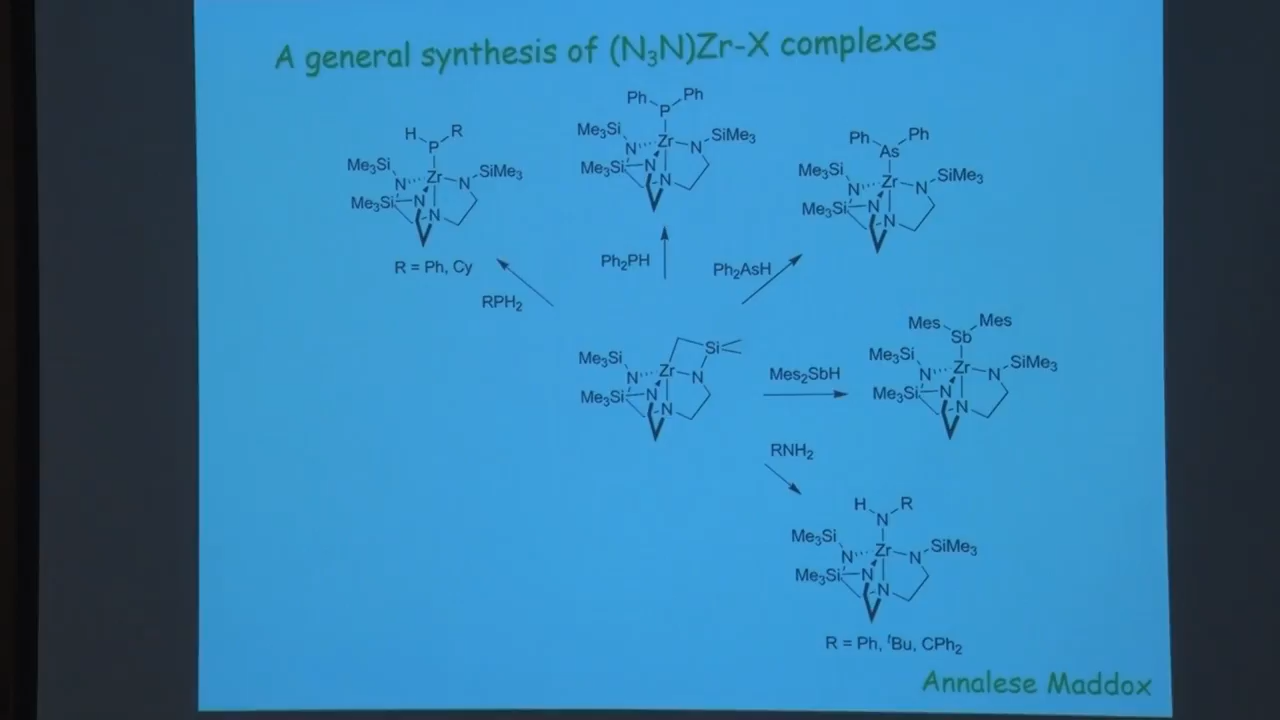 A general synthesis of (N₃N)Zr-X complexes
H R
P
Me₃Si
Zr
N
N
SiMe₃
Me₃Si
N
N
R = Ph, Cy
RPH₂
Ph Ph
P
Me₃Si
Zr
N
N
SiMe₃
Me₃Si
N
N
Ph₂PH
Ph Ph
As
Me₃Si
Zr
N
N
SiMe₃
Me₃Si
N
N
Ph₂AsH
Me₃Si
Zr
Si
N
N
Me₃Si
N
N
Mes₂SbH
Mes Mes
Sb
Me₃Si
Zr
N
N
SiMe₃
Me₃Si
N
N
RNH₂
H R
N
Me₃Si
Zr
N
N
SiMe₃
Me₃Si
N
N
R = Ph, ᵗBu, CPh₂
Annalese Maddox